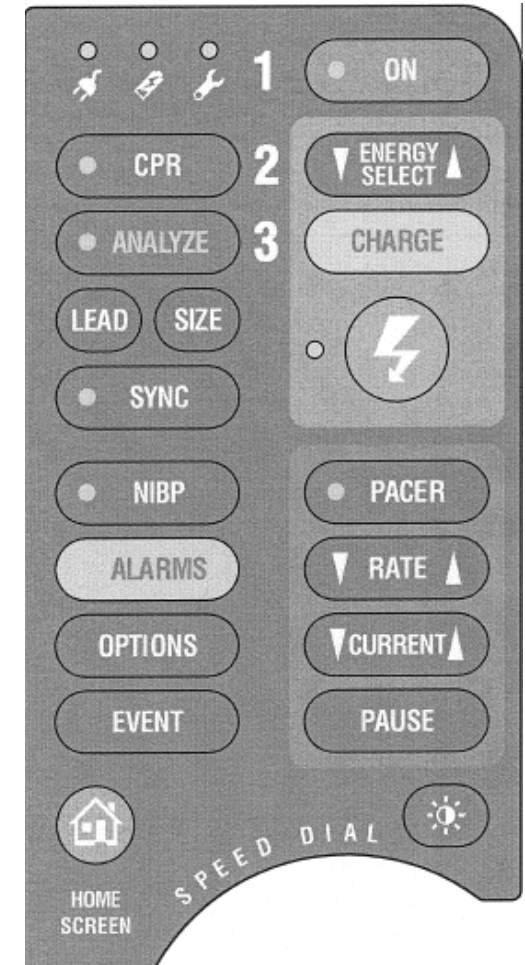 1 ON
CPR 2 ENERGY
SELECT
ANALYZE 3 CHARGE
LEAD SIZE
SYNC
NIBP PACER
ALARMS RATE
OPTIONS CURRENT
EVENT PAUSE
SPEED DIAL
HOME
SCREEN